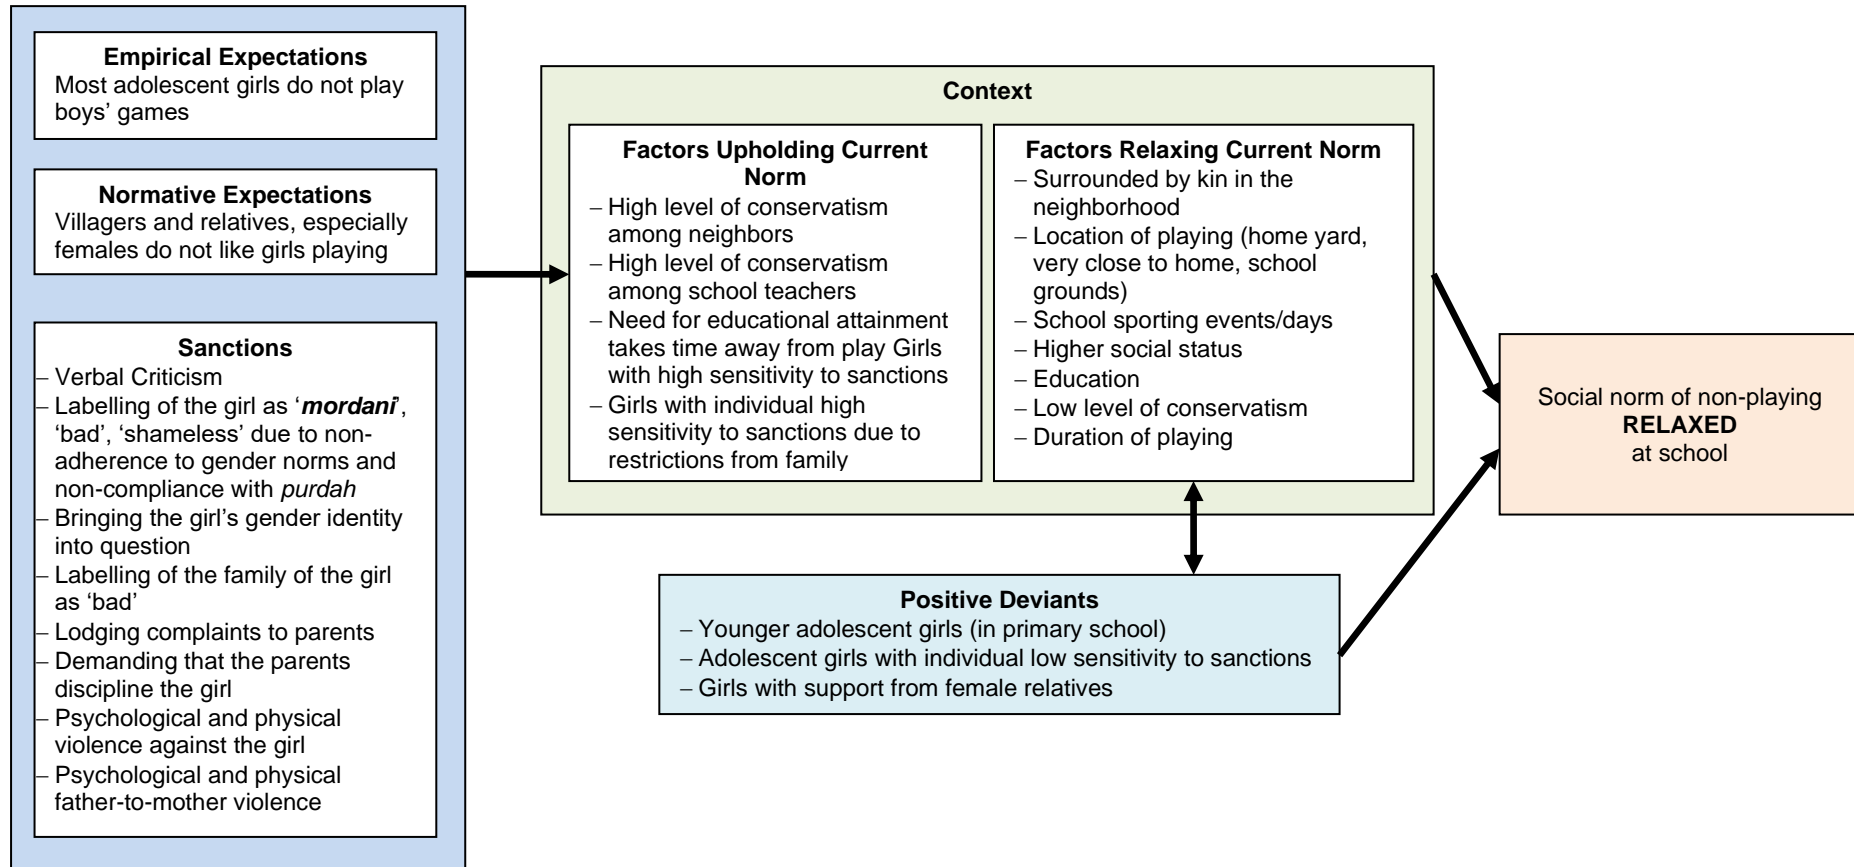 Empirical Expectations
Most adolescent girls do not play
boys’ games
Normative Expectations
Villagers and relatives, especially
females do not like girls playing
Sanctions
– Verbal Criticism
– Labelling of the girl as ‘mordani’,
‘bad’, ‘shameless’ due to non-
adherence to gender norms and
non-compliance with purdah
– Bringing the girl’s gender identity
into question
– Labelling of the family of the girl
as ‘bad’
– Lodging complaints to parents
– Demanding that the parents
discipline the girl
– Psychological and physical
violence against the girl
– Psychological and physical
father-to-mother violence
Context
Factors Upholding Current
Norm
– High level of conservatism
among neighbors
– High level of conservatism
among school teachers
– Need for educational attainment
takes time away from play Girls
with high sensitivity to sanctions
– Girls with individual high
sensitivity to sanctions due to
restrictions from family
Factors Relaxing Current Norm
– Surrounded by kin in the
neighborhood
– Location of playing (home yard,
very close to home, school
grounds)
– School sporting events/days
– Higher social status
– Education
– Low level of conservatism
– Duration of playing
Positive Deviants
– Younger adolescent girls (in primary school)
– Adolescent girls with individual low sensitivity to sanctions
– Girls with support from female relatives
Social norm of non-playing
RELAXED
at school